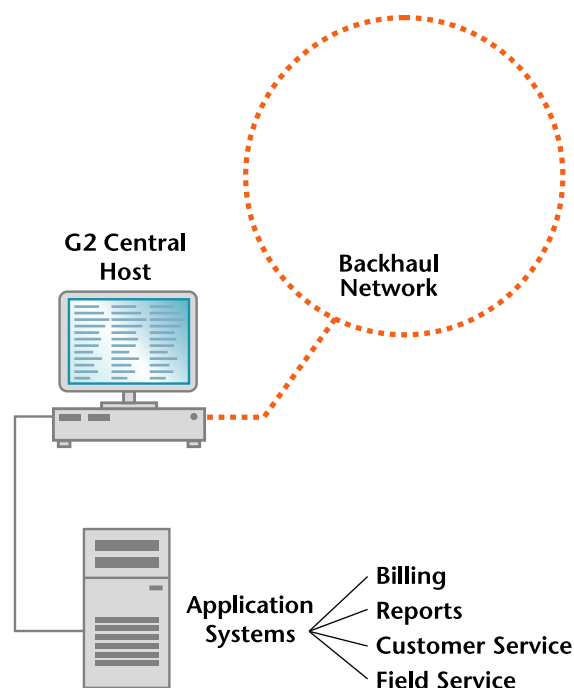 G2 Central
Host
Backhaul
Network
Application
Systems
Billing
Reports
Customer Service
Field Service